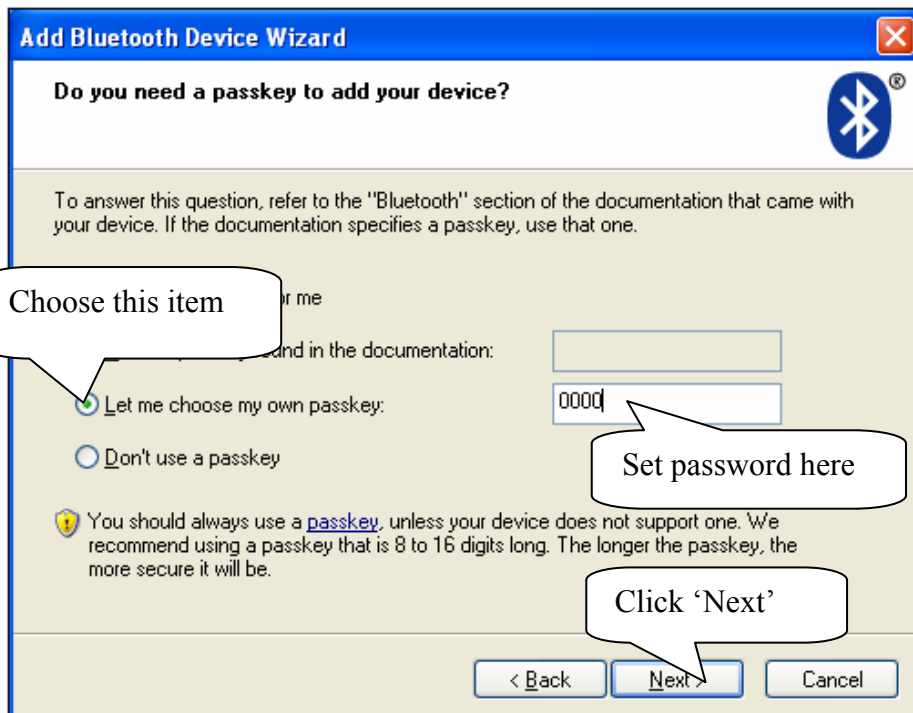 Add Bluetooth Device Wizard
Do you need a passkey to add your device?
®
To answer this question, refer to the "Bluetooth" section of the documentation that came with
your device. If the documentation specifies a passkey, use that one.
Choose this item
me
in the documentation:
Let me choose my own passkey:
0000
Don't use a passkey
Set password here
You should always use a passkey, unless your device does not support one. We
recommend using a passkey that is 8 to 16 digits long. The longer the passkey, the
more secure it will be.
Click ‘Next’
< Back
Next >
Cancel